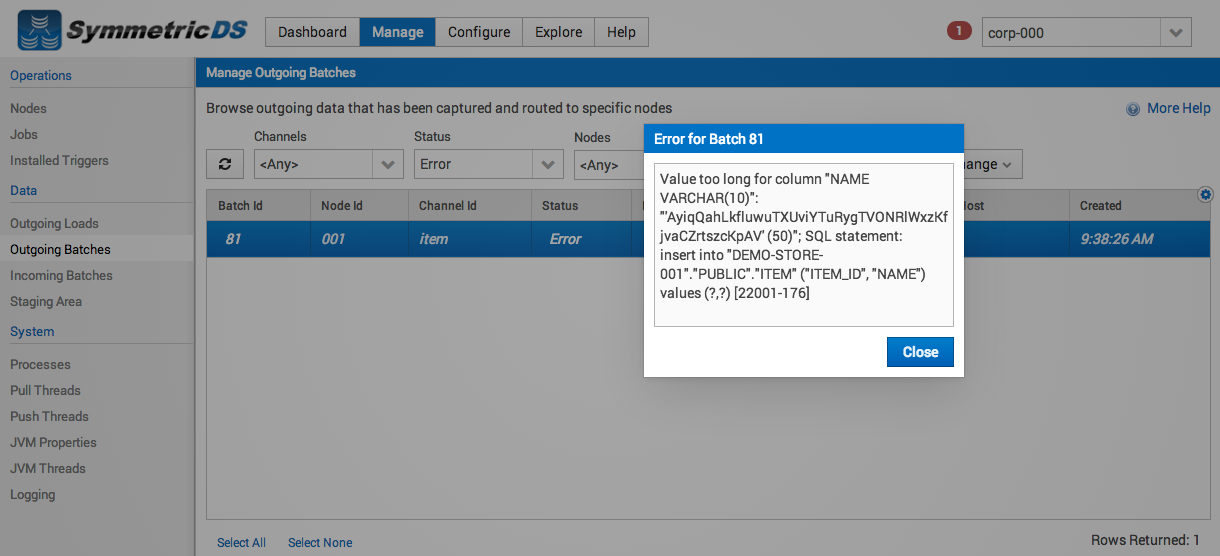 SymmetricDS
Dashboard
Manage
Configure
Explore
Help
1
corp-000
Operations
Nodes
Jobs
Installed Triggers
Data
Outgoing Loads
Outgoing Batches
Incoming Batches
Staging Area
System
Processes
Pull Threads
Push Threads
JVM Properties
JVM Threads
Logging
Manage Outgoing Batches
Browse outgoing data that has been captured and routed to specific nodes
More Help
Channels
Status
Nodes
<Any>
Error
<Any>
ange
Batch Id
Node Id
Channel Id
Status
Host
Created
81
001
item
Error
9:38:26 AM
Error for Batch 81
Value too long for column "NAME
VARCHAR(10)":
"'AyiqQahLkfluwuTXUviYTuRygTVONRlWxzKf
jvaCZrtszcKpAV' (50)"; SQL statement:
insert into "DEMO-STORE-
001"."PUBLIC"."ITEM" ("ITEM_ID", "NAME")
values (?,?) [22001-176]
Close
Select All
Select None
Rows Returned: 1